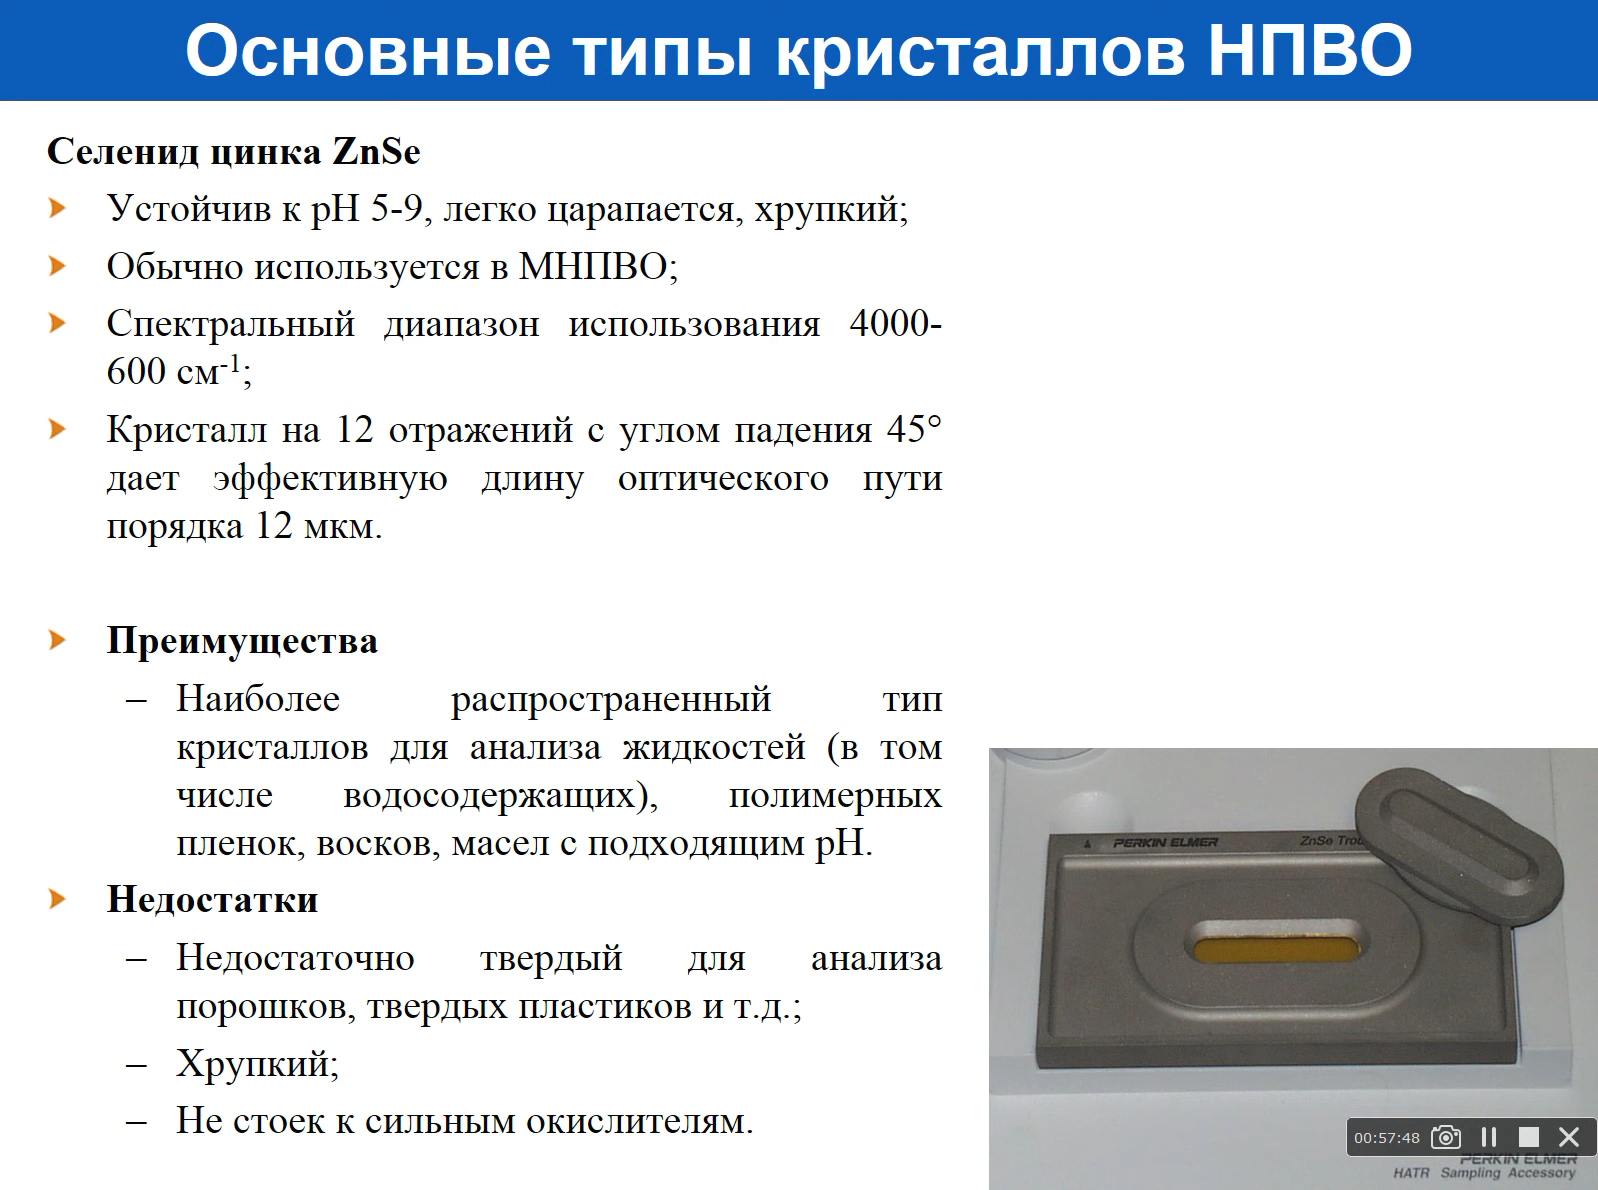 Основные типы кристаллов НПВО
Селенид цинка ZnSe
Устойчив к pH 5-9, легко царапается, хрупкий;
Обычно используется в МНПВО;
Спектральный диапазон использования 4000-
600 см-1;
Кристалл на 12 отражений с углом падения 45°
дает эффективную длину оптического пути
порядка 12 мкм.
Преимущества
– Наиболее распространенный тип
кристаллов для анализа жидкостей (в том
числе водосодержащих), полимерных
пленок, восков, масел с подходящим pH.
Недостатки
– Недостаточно твердый для анализа
порошков, твердых пластиков и т.д.;
– Хрупкий;
– Не стоек к сильным окислителям.
PERKIN ELMER ZnSe
00:57:48
PERKIN ELMER
HATR Sampling Accessory